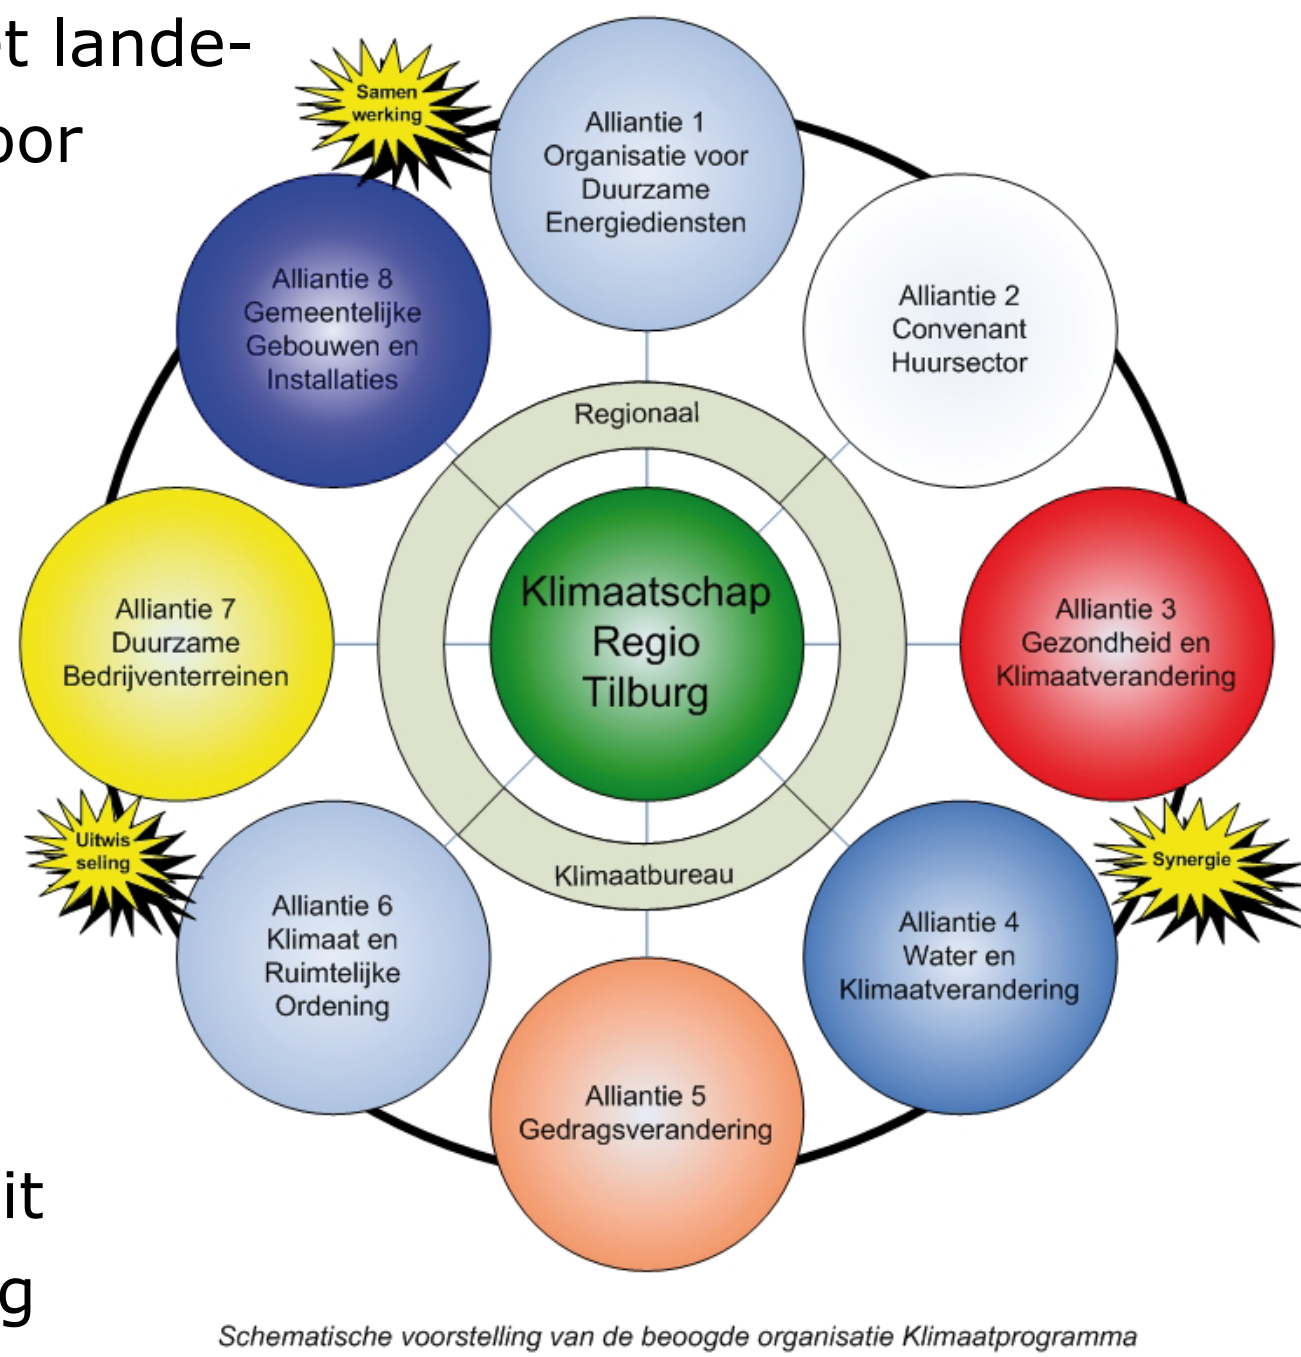 t lande-
oor
Samen
werking
Alliantie 1
Organisatie voor
Duurzame
Energiediensten
Alliantie 2
Convenant
Huursector
Alliantie 3
Gezondheid en
Klimaatverandering
Alliantie 4
Water en
Klimaatverandering
Synergie
Alliantie 5
Gedragsverandering
Alliantie 6
Klimaat en
Ruimtelijke
Ordening
Uitwis
seling
Alliantie 7
Duurzame
Bedrijventerreinen
Alliantie 8
Gemeentelijke
Gebouwen en
Installaties
Regionaal
Klimaatschap
Regio
Tilburg
Klimaatbureau
it
g
Schematische voorstelling van de beoogde organisatie Klimaatprogramma